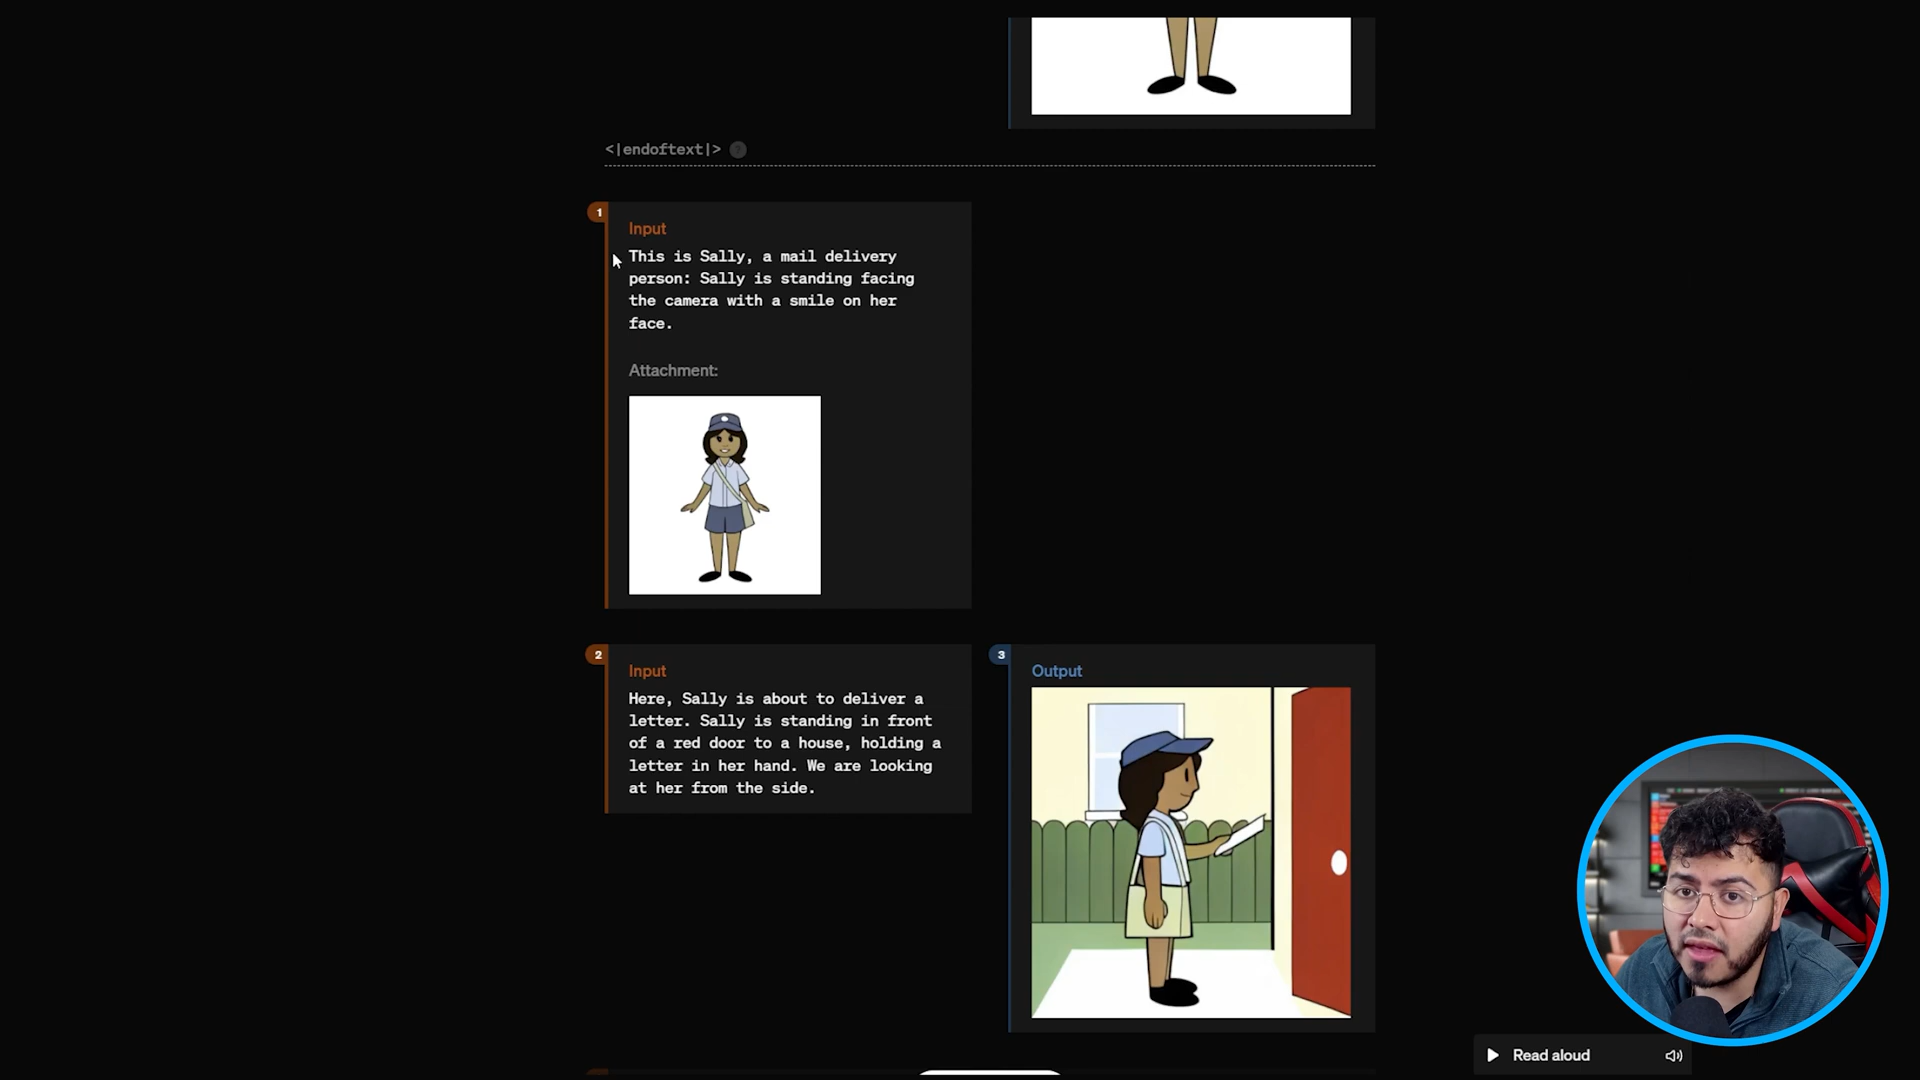 <|endoftext|>
1
Input
This is Sally, a mail delivery
person: Sally is standing facing
the camera with a smile on her
face.
Attachment:
2
Input
Here, Sally is about to deliver a
letter. Sally is standing in front
of a red door to a house, holding a
letter in her hand. We are looking
at her from the side.
3
Output
Read aloud